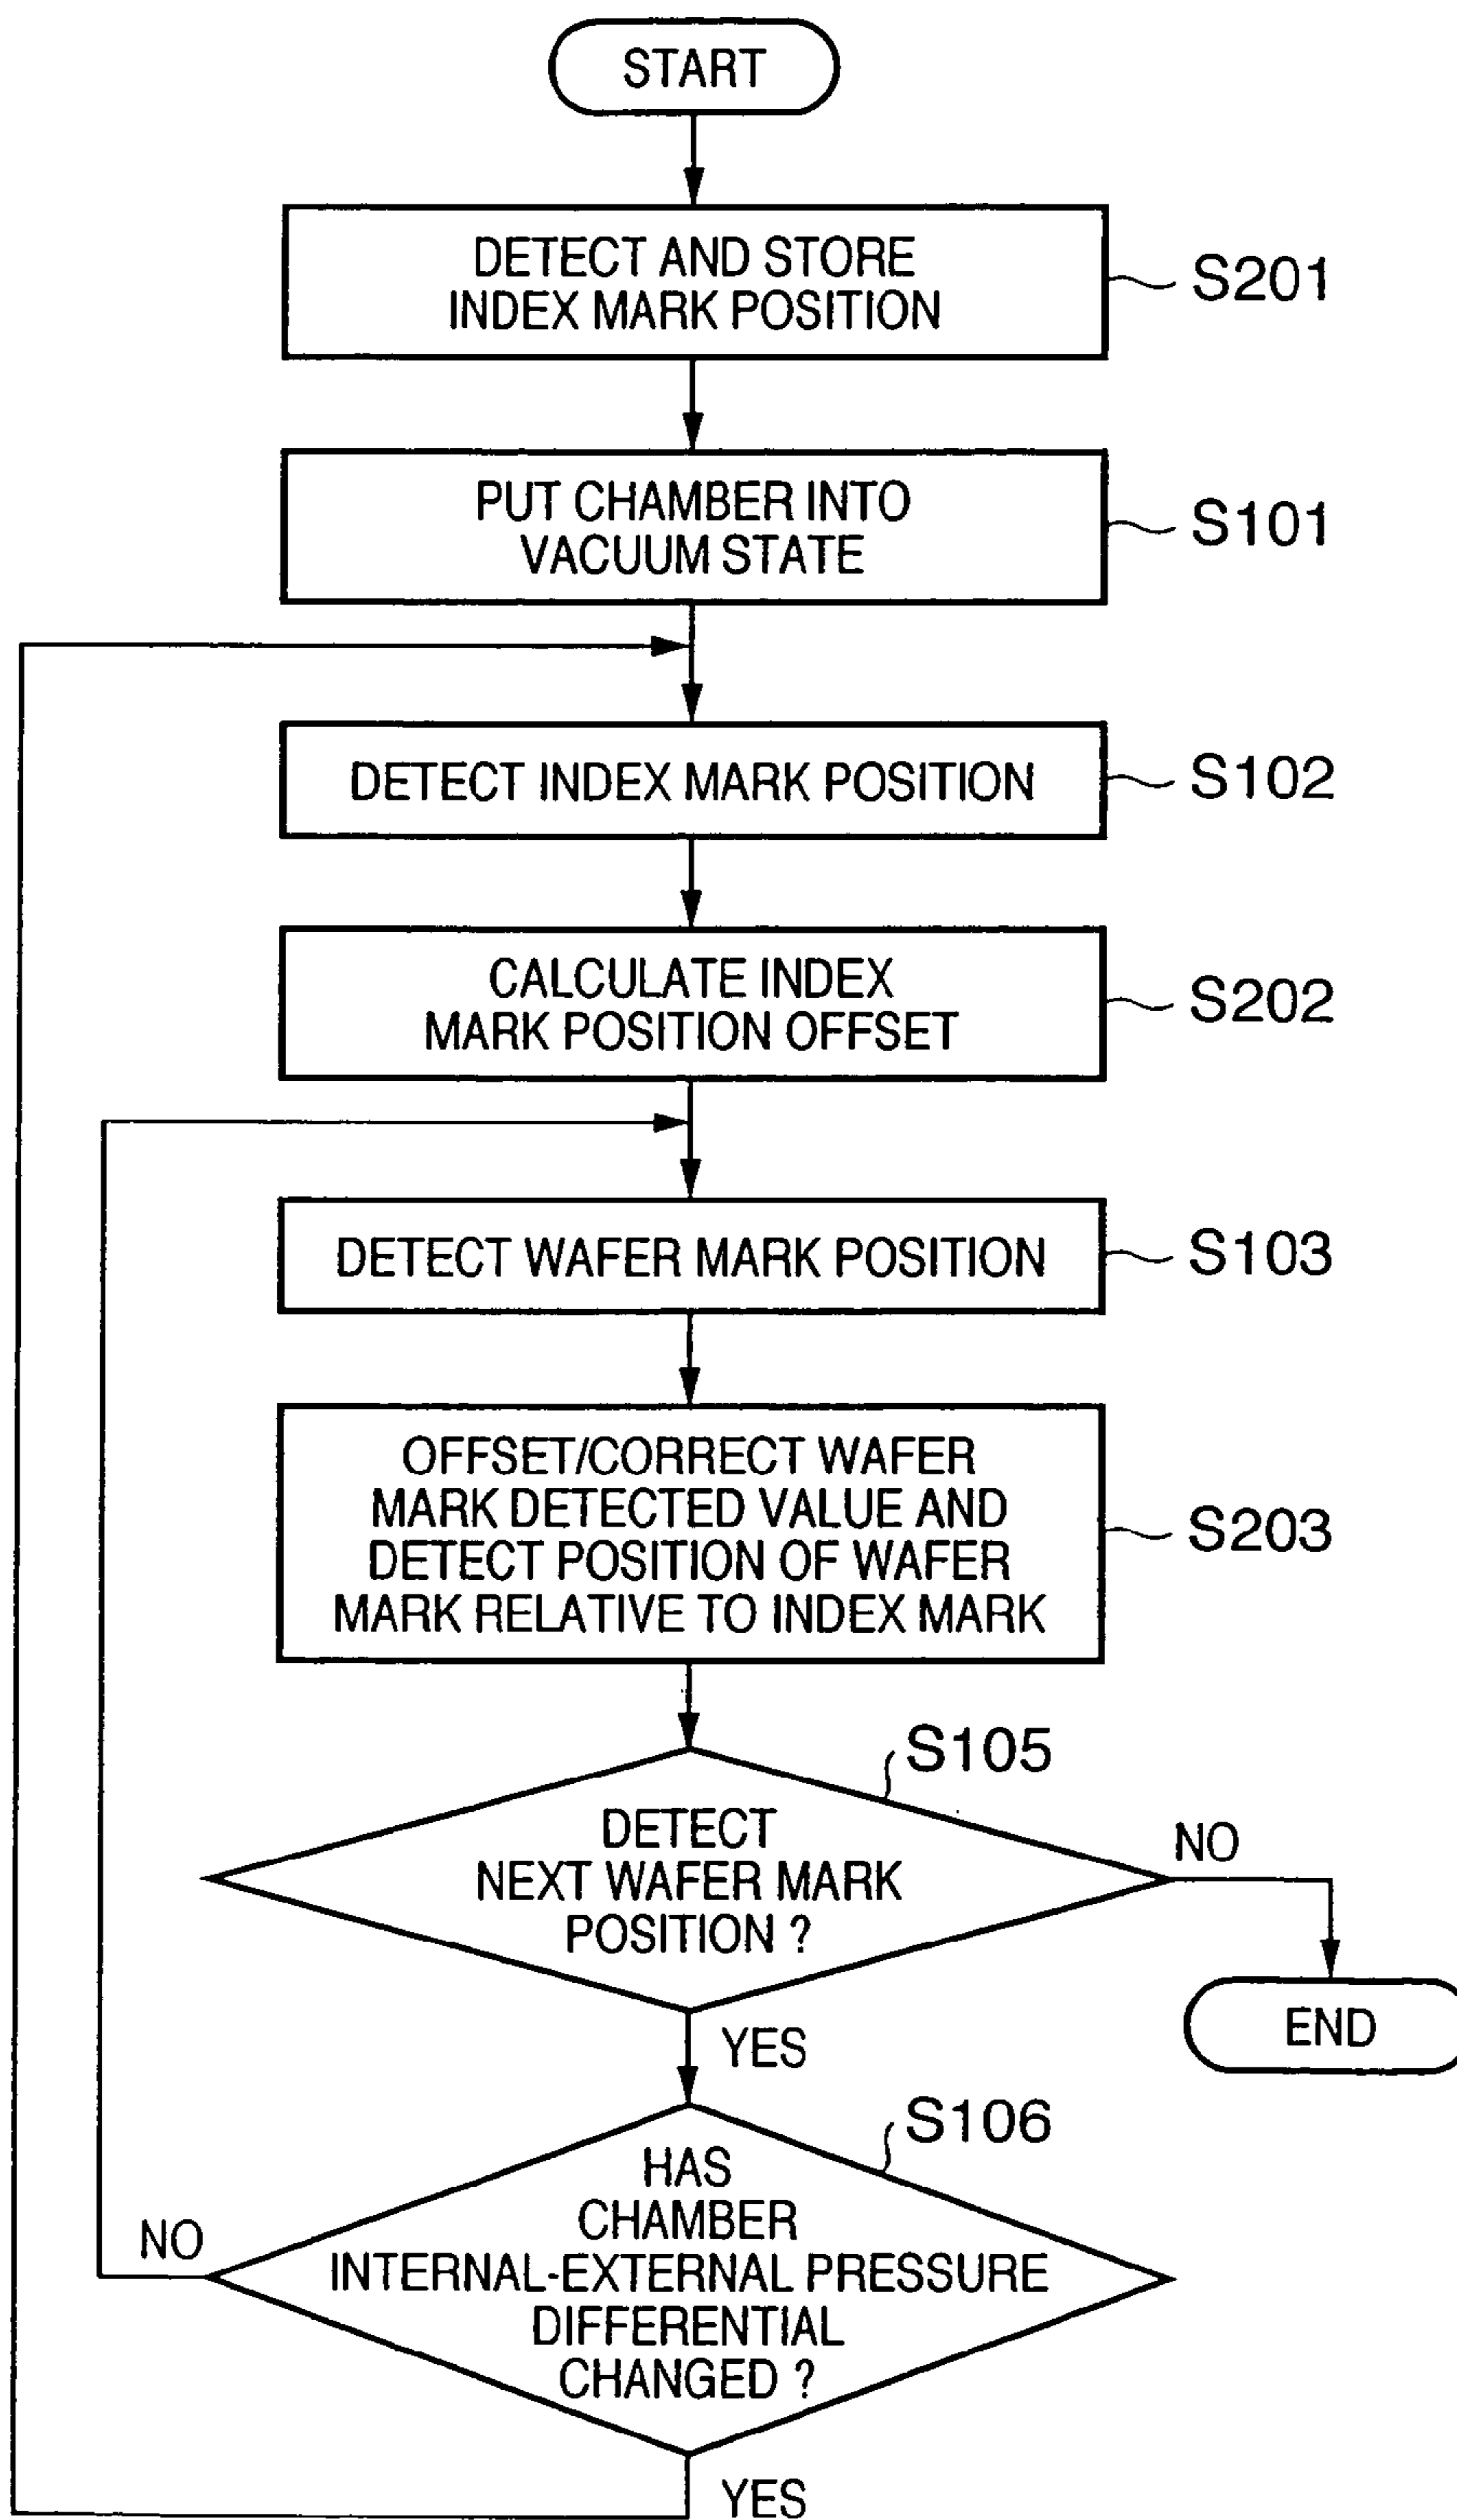 START
DETECT AND STORE
INDEX MARK POSITION
S201
PUT CHAMBER INTO
VACUUM STATE
S101
DETECT INDEX MARK POSITION
S102
CALCULATE INDEX
MARK POSITION OFFSET
S202
DETECT WAFER MARK POSITION
S103
OFFSET/CORRECT WAFER
MARK DETECTED VALUE AND
DETECT POSITION OF WAFER
MARK RELATIVE TO INDEX MARK
S203
S105
DETECT
NEXT WAFER MARK
POSITION ?
NO
END
YES
S106
HAS
CHAMBER
INTERNAL-EXTERNAL PRESSURE
DIFFERENTIAL
CHANGED ?
NO
YES